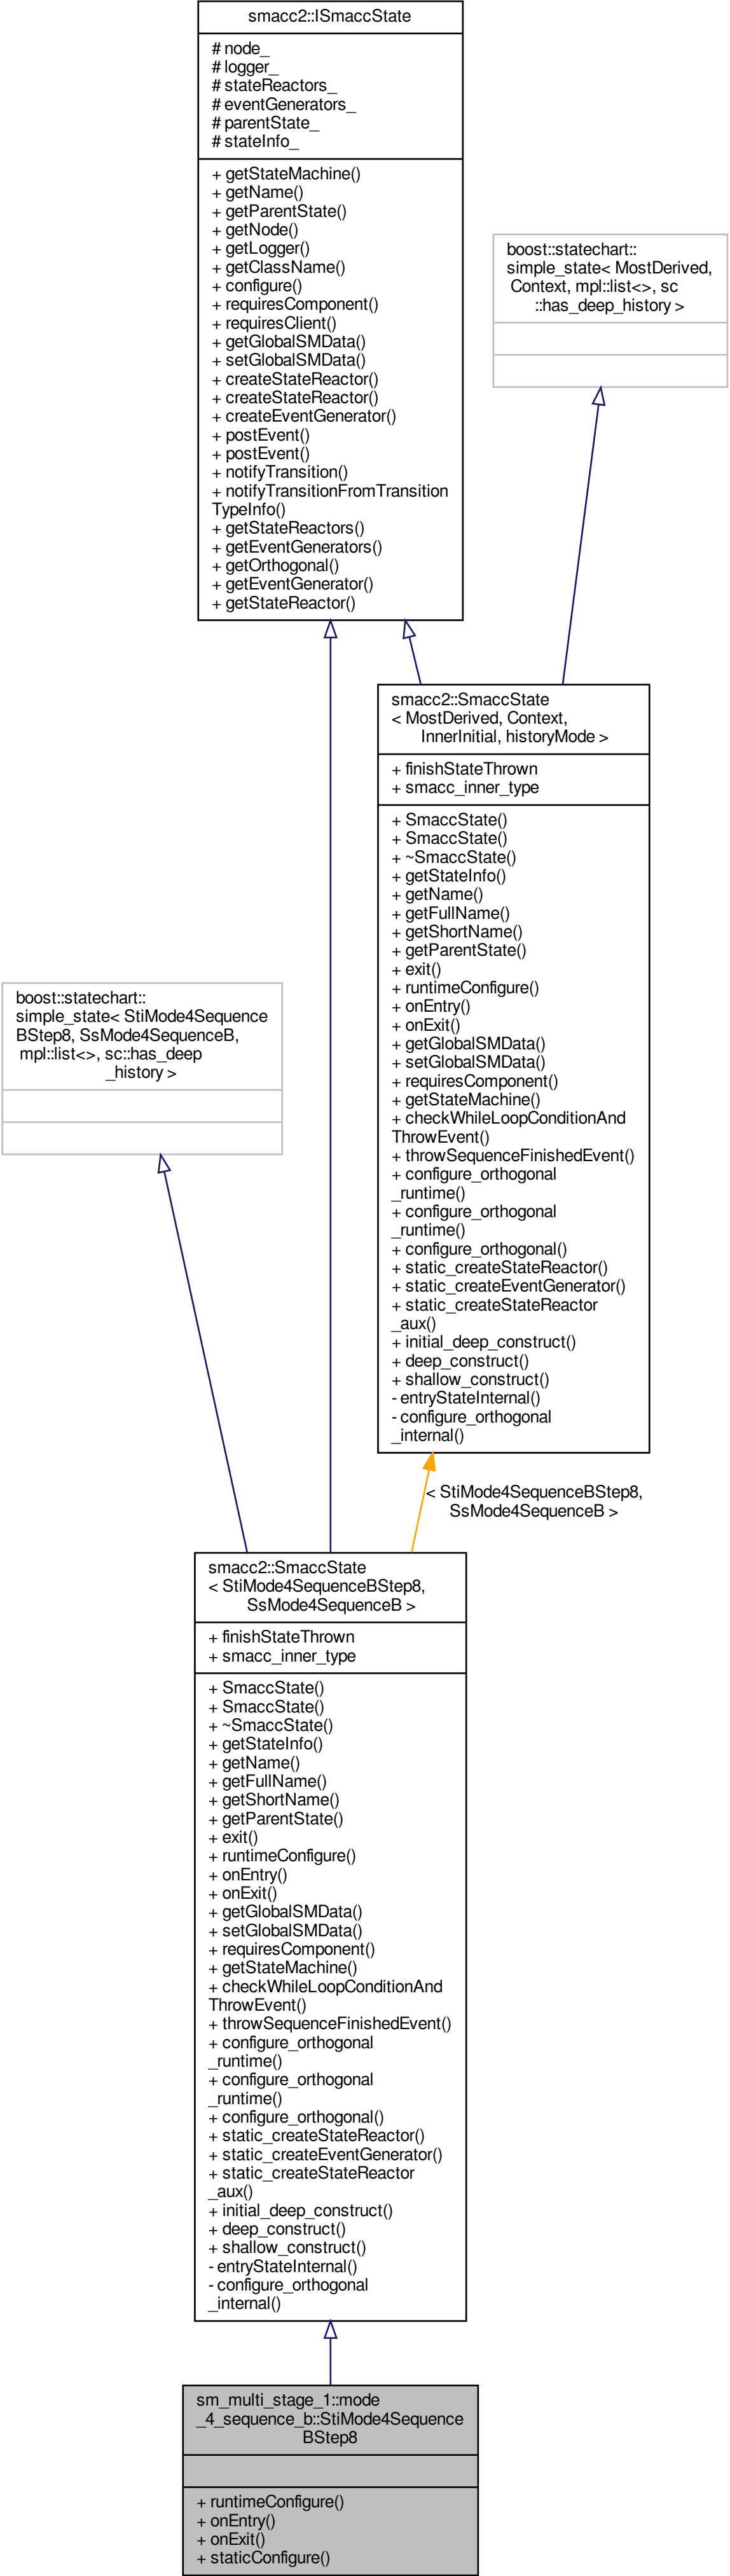 smacc2::ISmaccState
# node_
# logger_
# stateReactors_
# eventGenerators_
# parentState_
# stateInfo_
+ getStateMachine()
+ getName()
+ getParentState()
+ getNode()
+ getLogger()
+ getClassName()
+ configure()
+ requiresComponent()
+ requiresClient()
+ getGlobalSMData()
+ setGlobalSMData()
+ createStateReactor()
+ createStateReactor()
+ createEventGenerator()
+ postEvent()
+ postEvent()
+ notifyTransition()
+ notifyTransitionFromTransition
TypeInfo()
+ getStateReactors()
+ getEventGenerators()
+ getOrthogonal()
+ getEventGenerator()
+ getStateReactor()
boost::statechart::
simple_state< MostDerived,
Context, mpl::list<>, sc
::has_deep_history >
smacc2::SmaccState
< MostDerived, Context,
InnerInitial, historyMode >
+ finishStateThrown
+ smacc_inner_type
+ SmaccState()
+ SmaccState()
+ ~SmaccState()
+ getStateInfo()
+ getName()
+ getFullName()
+ getShortName()
+ getParentState()
+ exit()
+ runtimeConfigure()
+ onEntry()
+ onExit()
+ getGlobalSMData()
+ setGlobalSMData()
+ requiresComponent()
+ getStateMachine()
+ checkWhileLoopConditionAnd
ThrowEvent()
+ throwSequenceFinishedEvent()
+ configure_orthogonal
_runtime()
+ configure_orthogonal
_runtime()
+ configure_orthogonal()
+ static_createStateReactor()
+ static_createEventGenerator()
+ static_createStateReactor
_aux()
+ initial_deep_construct()
+ deep_construct()
+ shallow_construct()
- entryStateInternal()
- configure_orthogonal
_internal()
boost::statechart::
simple_state< StiMode4Sequence
BStep8, SsMode4SequenceB,
mpl::list<>, sc::has_deep
_history >
< StiMode4SequenceBStep8,
SsMode4SequenceB >
smacc2::SmaccState
< StiMode4SequenceBStep8,
SsMode4SequenceB >
+ finishStateThrown
+ smacc_inner_type
+ SmaccState()
+ SmaccState()
+ ~SmaccState()
+ getStateInfo()
+ getName()
+ getFullName()
+ getShortName()
+ getParentState()
+ exit()
+ runtimeConfigure()
+ onEntry()
+ onExit()
+ getGlobalSMData()
+ setGlobalSMData()
+ requiresComponent()
+ getStateMachine()
+ checkWhileLoopConditionAnd
ThrowEvent()
+ throwSequenceFinishedEvent()
+ configure_orthogonal
_runtime()
+ configure_orthogonal
_runtime()
+ configure_orthogonal()
+ static_createStateReactor()
+ static_createEventGenerator()
+ static_createStateReactor
_aux()
+ initial_deep_construct()
+ deep_construct()
+ shallow_construct()
- entryStateInternal()
- configure_orthogonal
_internal()
sm_multi_stage_1::mode
_4_sequence_b::StiMode4Sequence
BStep8
+ runtimeConfigure()
+ onEntry()
+ onExit()
+ staticConfigure()